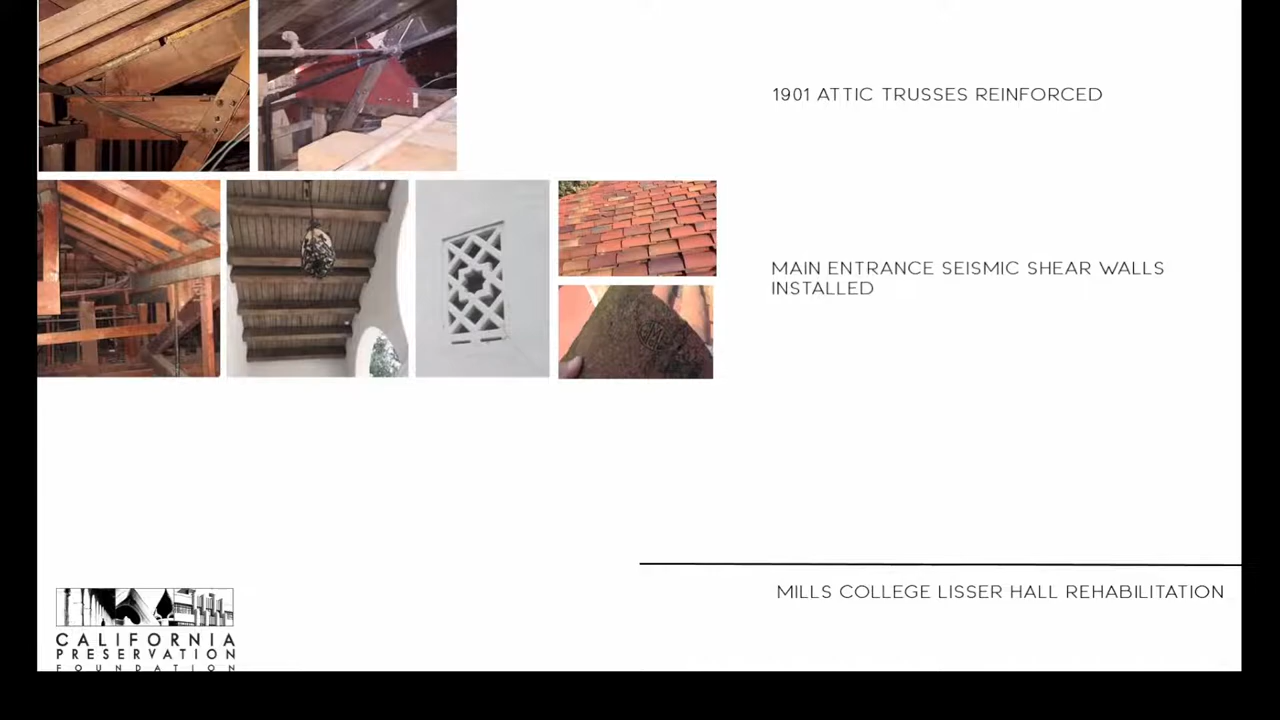 1901 ATTIC TRUSSES REINFORCED
MAIN ENTRANCE SEISMIC SHEAR WALLS
INSTALLED
MILLS COLLEGE LISSER HALL REHABILITATION
CALIFORNIA
PRESERVATION
FOUNDATION